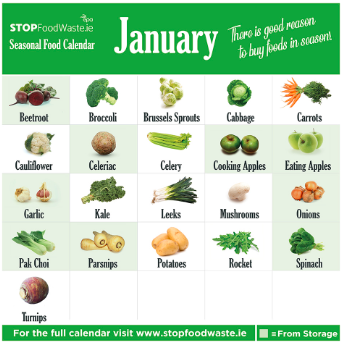 epa
STOPFoodWaste.ie
Seasonal Food Calendar
January
There is good reason
to buy foods in season!
Beetroot Broccoli Brussels Sprouts Cabbage Carrots
Cauliflower Celeriac Celery Cooking Apples Eating Apples
Garlic Kale Leeks Mushrooms Onions
Pak Choi Parsnips Potatoes Rocket Spinach
Turnips
For the full calendar visit www.stopfoodwaste.ie =From Storage